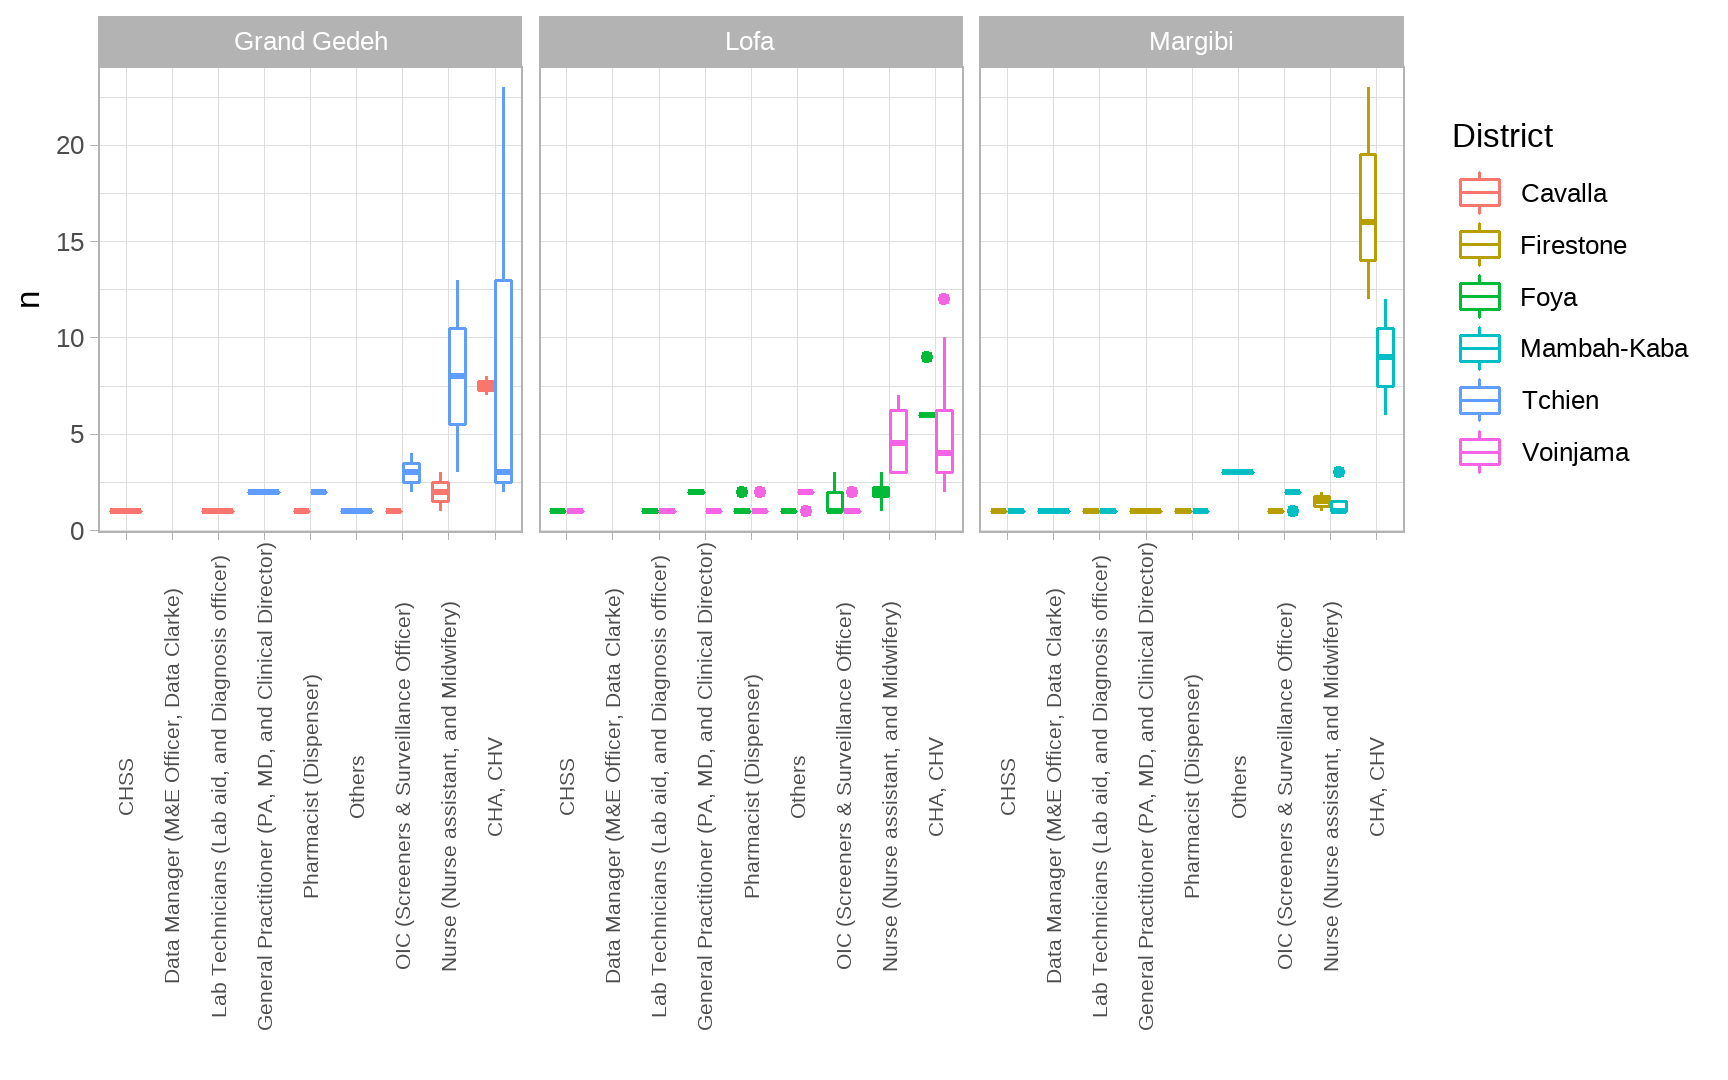 Grand Gedeh
Lofa
Margibi
n
20
15
10
5
0
District
Cavalla
Firestone
Foya
Mambah-Kaba
Tchien
Voinjama
CHSS
Data Manager (M&E Officer, Data Clarke)
Lab Technicians (Lab aid, and Diagnosis officer)
General Practitioner (PA, MD, and Clinical Director)
Pharmacist (Dispenser)
Others
OIC (Screeners & Surveillance Officer)
Nurse (Nurse assistant, and Midwifery)
CHA, CHV
CHSS
Data Manager (M&E Officer, Data Clarke)
Lab Technicians (Lab aid, and Diagnosis officer)
General Practitioner (PA, MD, and Clinical Director)
Pharmacist (Dispenser)
Others
OIC (Screeners & Surveillance Officer)
Nurse (Nurse assistant, and Midwifery)
CHA, CHV
CHSS
Data Manager (M&E Officer, Data Clarke)
Lab Technicians (Lab aid, and Diagnosis officer)
General Practitioner (PA, MD, and Clinical Director)
Pharmacist (Dispenser)
Others
OIC (Screeners & Surveillance Officer)
Nurse (Nurse assistant, and Midwifery)
CHA, CHV